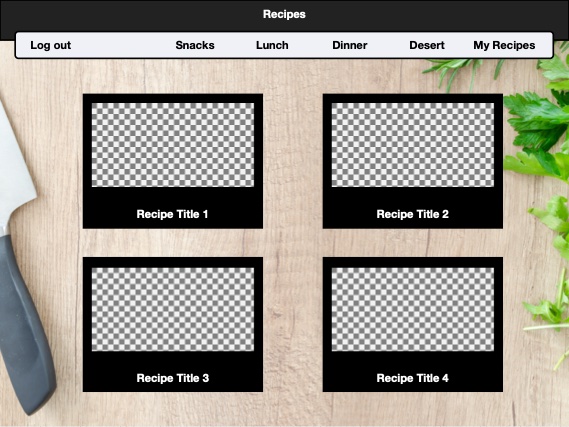 Recipes
Log out Snacks Lunch Dinner Desert My Recipes
Recipe Title 1 Recipe Title 2
Recipe Title 3 Recipe Title 4